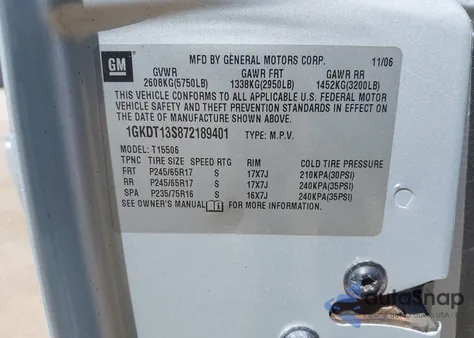 GM
MFD BY GENERAL MOTORS CORP. 11/06
GVWR GAWR FRT GAWR RR
2608KG(5750LB) 1338KG(2950LB) 1452KG(3200LB)
THIS VEHICLE CONFORMS TO ALL APPLICABLE U.S. FEDERAL MOTOR
VEHICLE SAFETY AND THEFT PREVENTION STANDARDS IN EFFECT ON
THE DATE OF MANUFACTURE SHOWN ABOVE.
1GKDT13S872189401 TYPE: M.P.V.
MODEL: T15506
TPNC TIRE SIZE SPEED RTG RIM COLD TIRE PRESSURE
FRT P245/65R17 S 17X7J 210KPA(30PSI)
RR P245/65R17 S 17X7J 240KPA(35PSI)
SPA P235/75R16 S 16X7J 240KPA(35PSI)
SEE OWNER'S MANUAL FOR MORE INFORMATION.
autoSnap